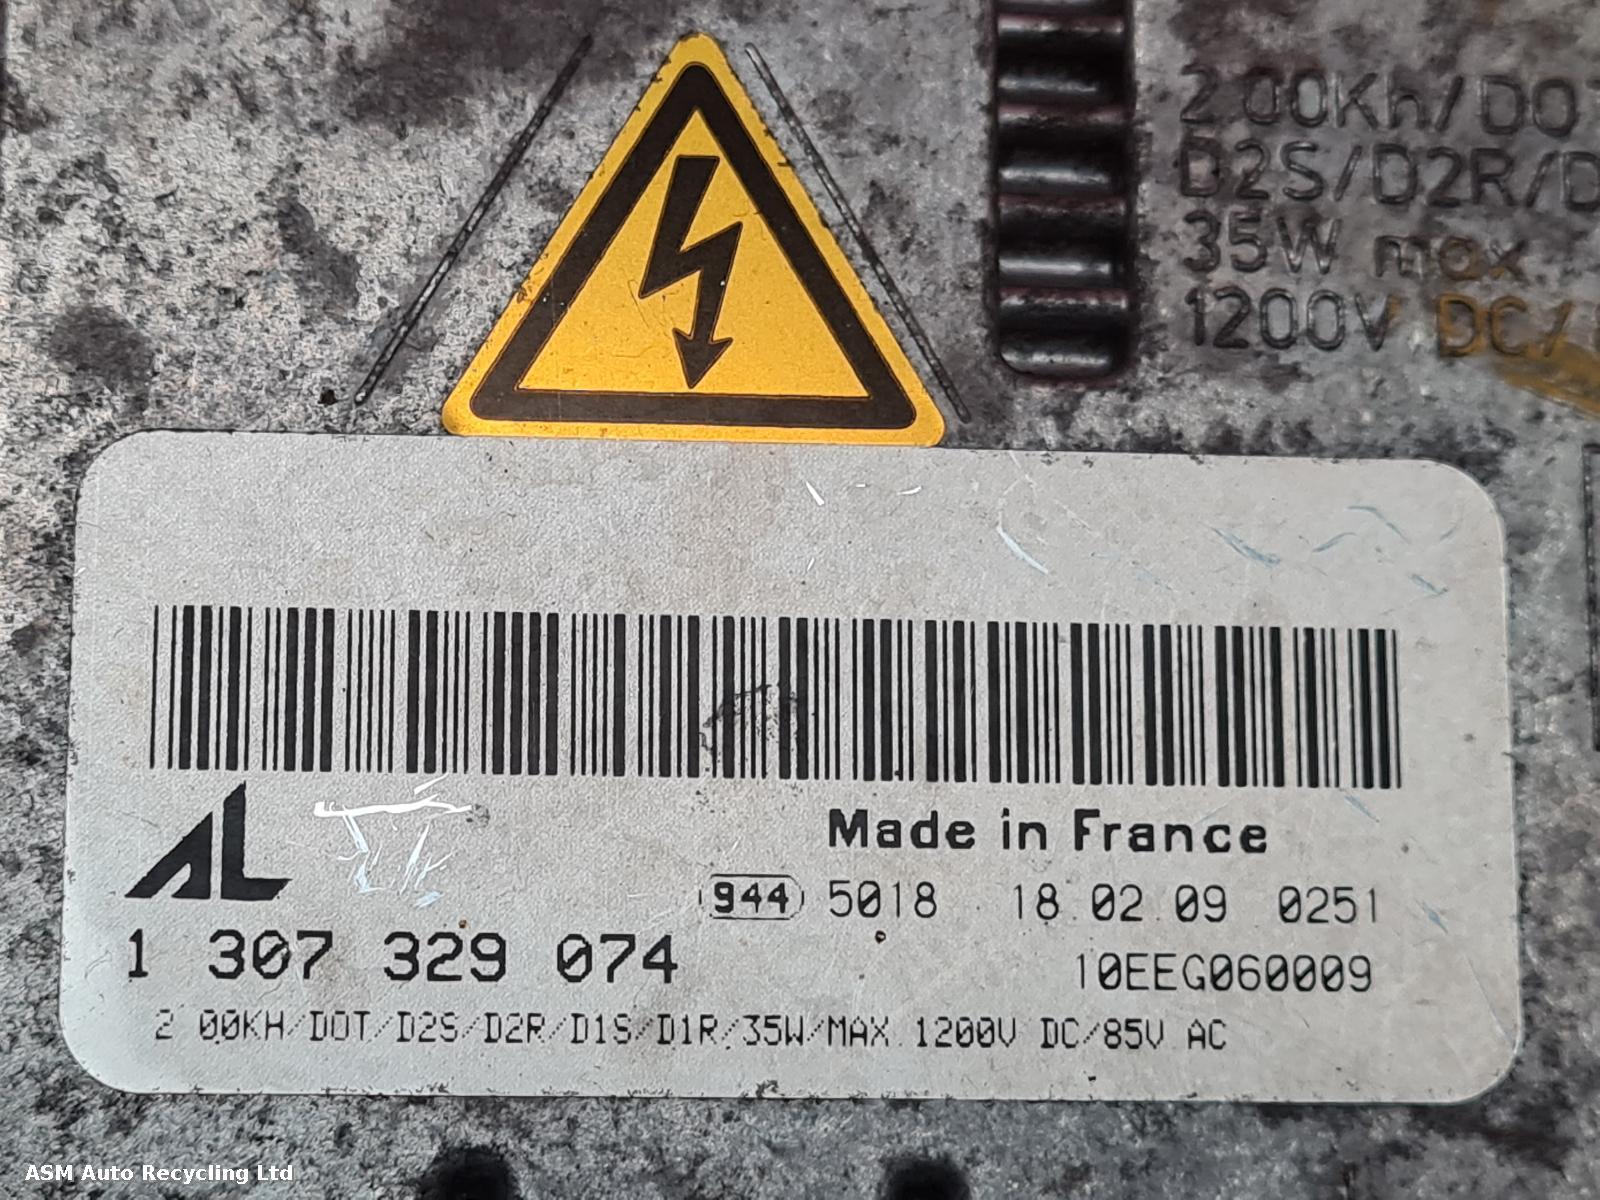 2.00Kh/DOT
D2S/D2R/D
35W max
1200V DC/
AL
Made in France
944 5018 18.02.09 0251
1 307 329 074
10EEG060009
2.00KH/DOT/D2S/D2R/D1S/D1R/35W/MAX.1200V DC/85V AC
ASM Auto Recycling Ltd